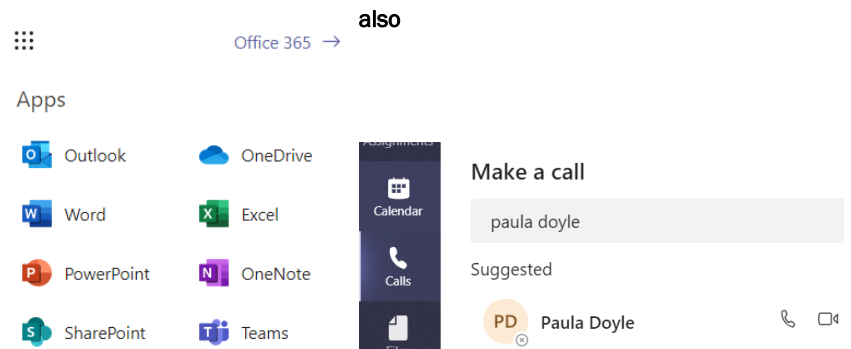 also
Office 365 →
Apps
Outlook
OneDrive
Word
Excel
PowerPoint
OneNote
SharePoint
Teams
Assignments
Calendar
Calls
Make a call
paula doyle
Suggested
PD
Paula Doyle